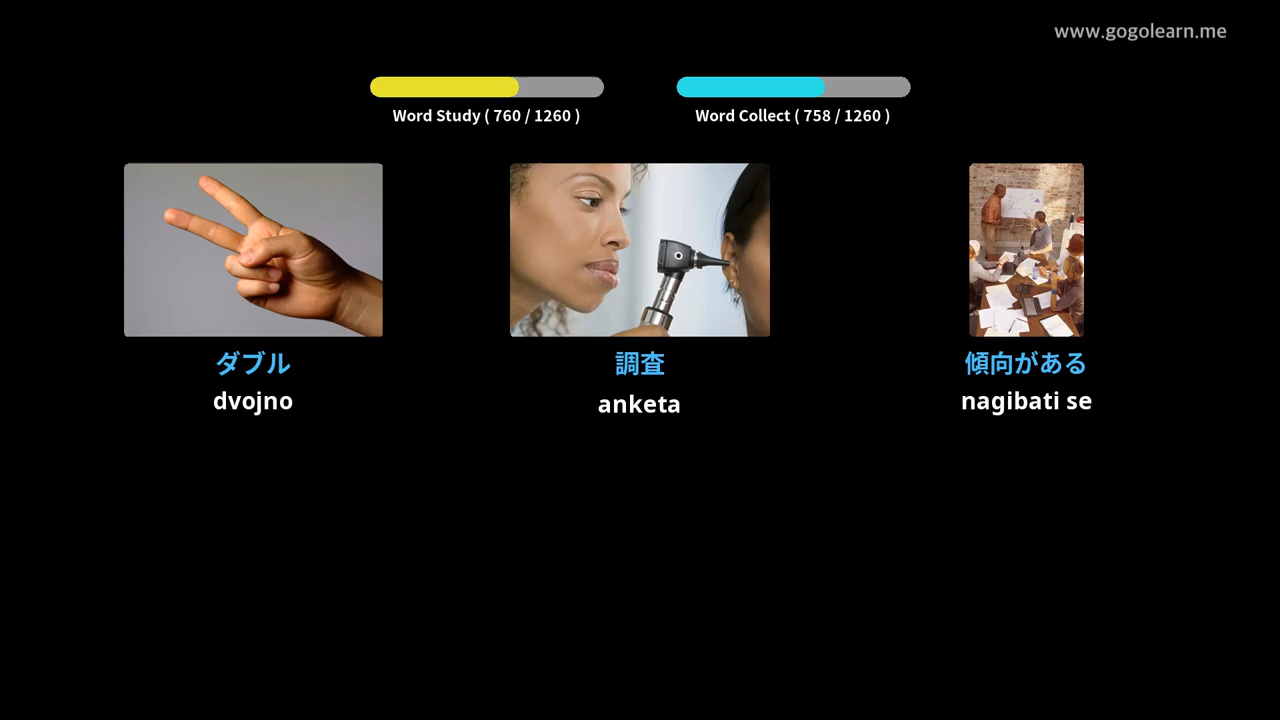 www.gogolearn.me
Word Study ( 760 / 1260 )
Word Collect ( 758 / 1260 )
ダブル
dvojno
調査
anketa
傾向がある
nagibati se